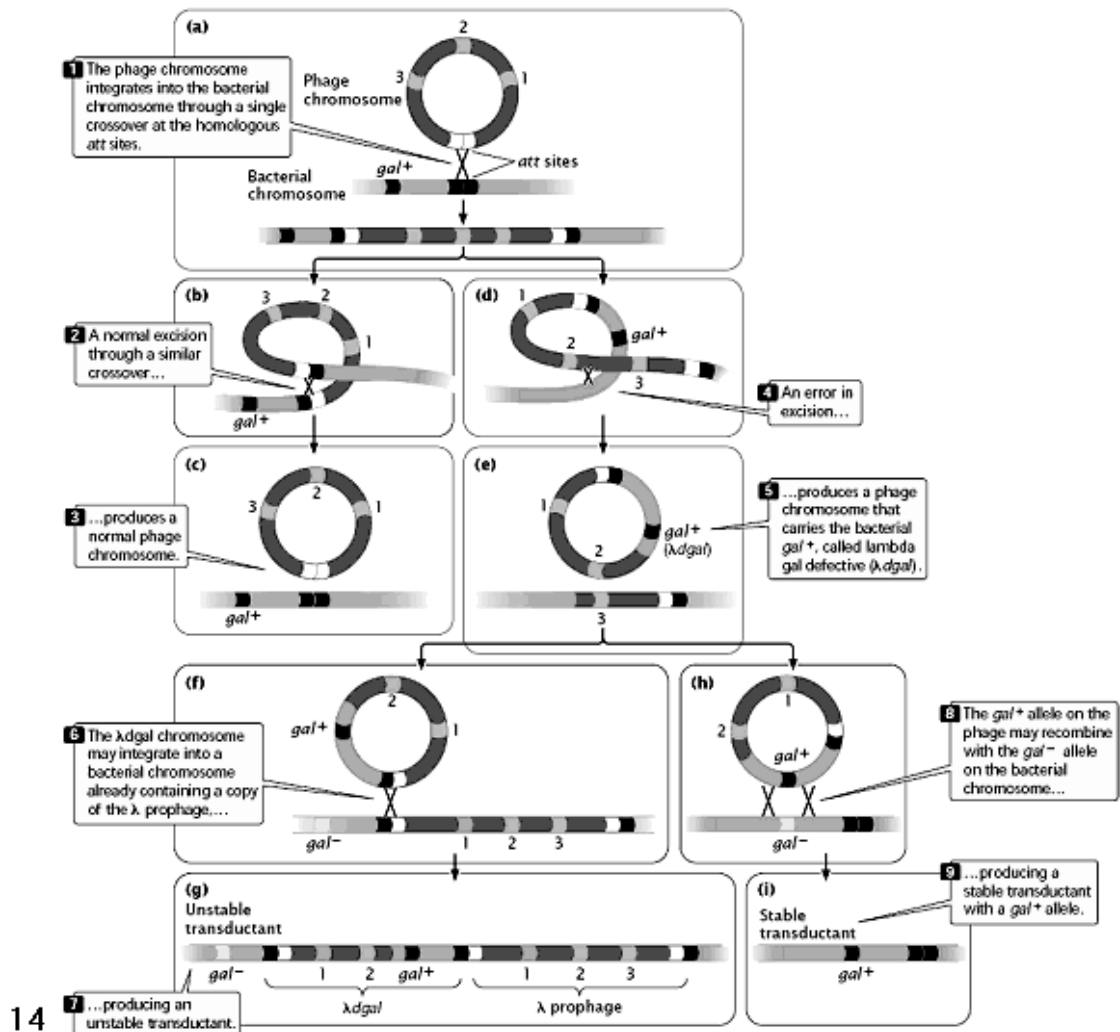 (a)
2
1 The phage chromosome
integrates into the bacterial
chromosome through a single
crossover at the homologous
att sites.
3
Phage
chromosome
1
att sites
gal+
Bacterial
chromosome
(b)
3
2
1
2 A normal excision
through a similar
crossover…
gal+
(d)
1
gal+
2
3
4 An error in
excision…
(c)
2
3
1
3 …produces a
normal phage
chromosome.
gal+
(e)
1
gal+
(λdgal)
2
3
5 …produces a phage
chromosome that
carries the bacterial
gal+, called lambda
gal defective (λdgal).
(f)
2
gal+
1
6 The λdgal chromosome
may integrate into a
bacterial chromosome
already containing a copy
of the λ prophage,…
gal–
1 2 3
(h)
1
2
gal+
gal–
8 The gal+ allele on the
phage may recombine
with the gal– allele
on the bacterial
chromosome…
(g)
Unstable
transductant
gal– 1 2 gal+ 1 2 3
λdgal λ prophage
7 …producing an
unstable transductant.
(i)
Stable
transductant
gal+
9 …producing a
stable transductant
with a gal+ allele.
14